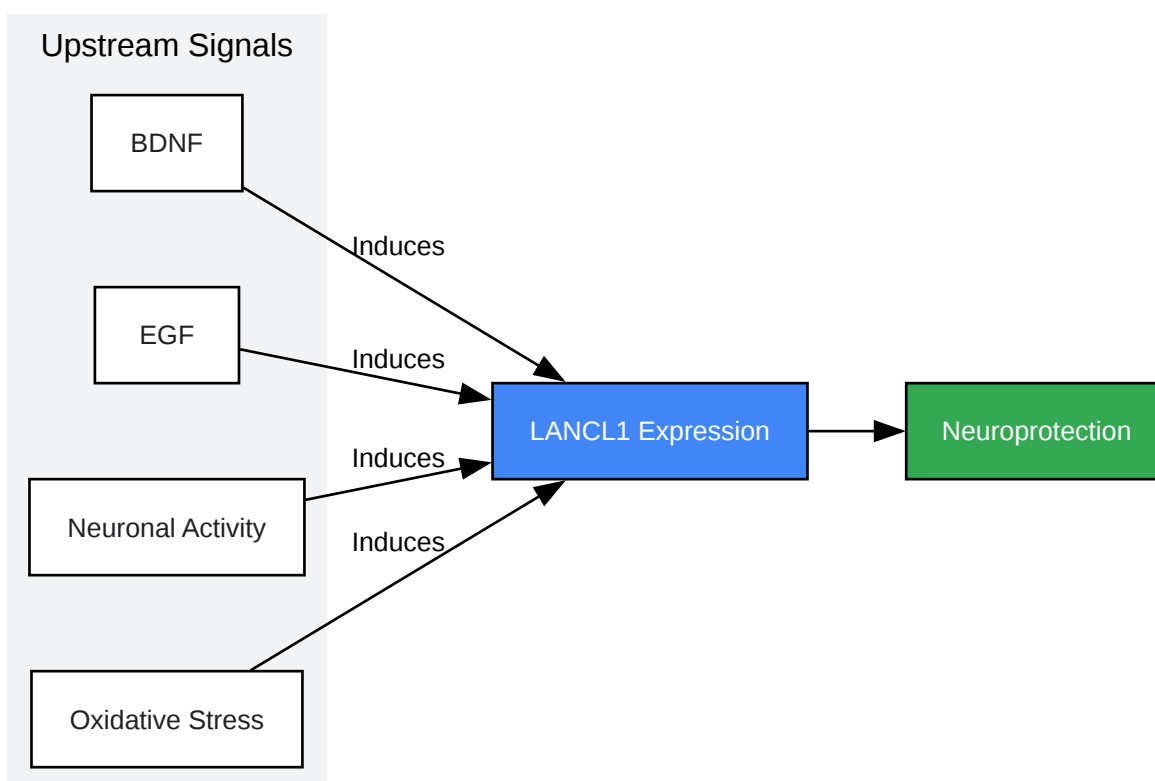 Upstream Signals
BDNF
Induces
EGF
Induces
LANCL1 Expression
Neuroprotection
Induces
Neuronal Activity
Induces
Oxidative Stress